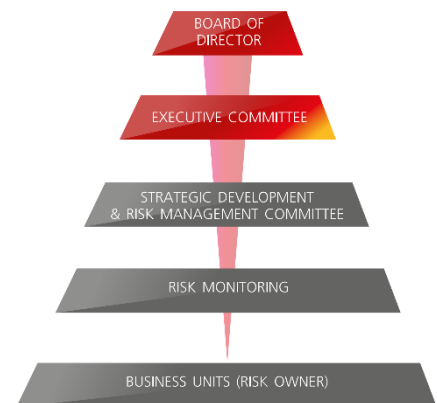 BOARD OF
DIRECTOR
EXECUTIVE COMMITTEE
STRATEGIC DEVELOPMENT
& RISK MANAGEMENT COMMITTEE
RISK MONITORING
BUSINESS UNITS (RISK OWNER)